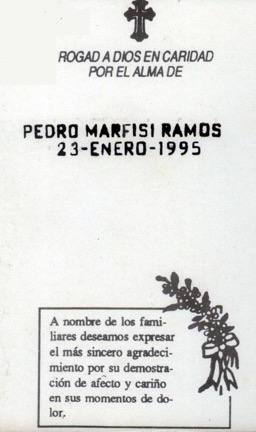 ROGAD A DIOS EN CARIDAD
POR EL ALMA DE
PEDRO MARFISI RAMOS
23-ENERO-1995
A nombre de los fami-
liares deseamos expresar
el más sincero agradeci-
miento por su demostra-
ción de afecto y cariño
en sus momentos de do-
lor.